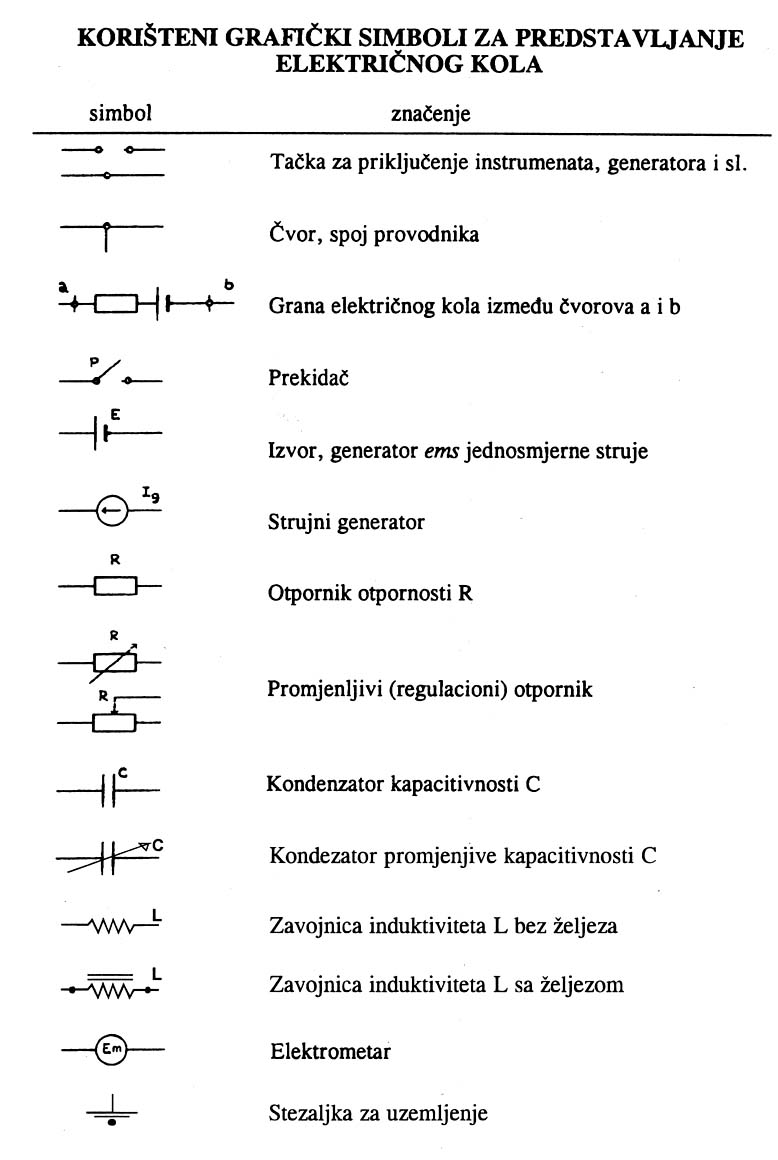 KORIŠTENI GRAFIČKI SIMBOLI ZA PREDSTAVLJANJE
ELEKTRIČNOG KOLA
simbol značenje
Tačka za priključenje instrumenata, generatora i sl.
Čvor, spoj provodnika
a b
Grana električnog kola između čvorova a i b
P
Prekidač
E
Izvor, generator ems jednosmjerne struje
Ig
Strujni generator
R
Otpornik otpornosti R
R
R
Promjenljivi (regulacioni) otpornik
C
Kondenzator kapacitivnosti C
C
Kondezator promjenjive kapacitivnosti C
L
Zavojnica induktiviteta L bez željeza
L
Zavojnica induktiviteta L sa željezom
Em
Elektrometar
Stezaljka za uzemljenje